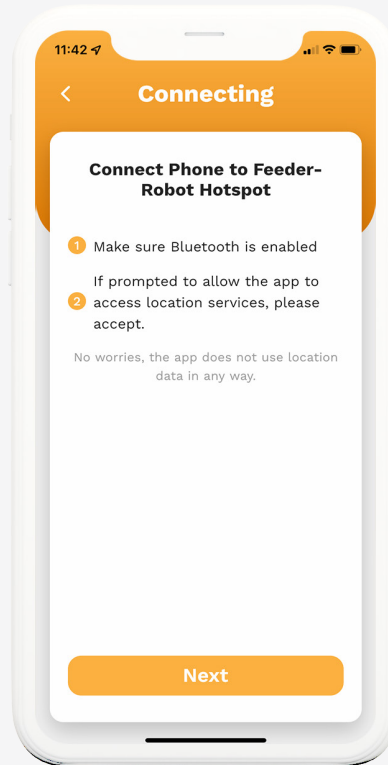 11:42
Connecting
Connect Phone to Feeder-
Robot Hotspot
1 Make sure Bluetooth is enabled
If prompted to allow the app to
2 access location services, please
accept.
No worries, the app does not use location
data in any way.
Next